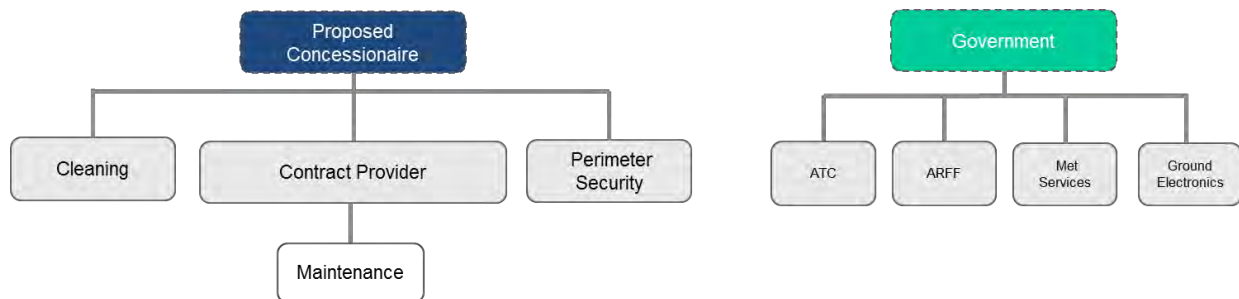 Proposed
Concessionaire
Government
Cleaning
Contract Provider
Perimeter
Security
ATC
ARFF
Met
Services
Ground
Electronics
Maintenance